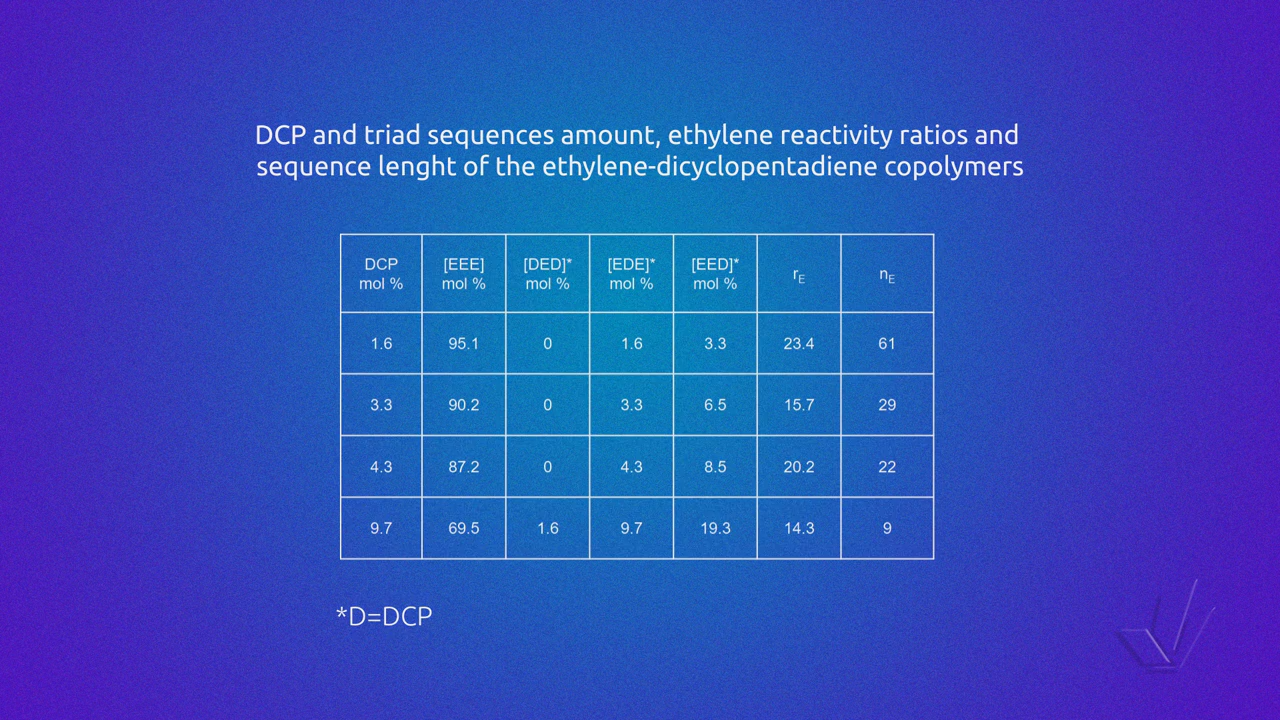 DCP and triad sequences amount, ethylene reactivity ratios and
sequence lenght of the ethylene-dicyclopentadiene copolymers
DCP mol % [EEE] mol % [DED]* mol % [EDE]* mol % [EED]* mol % rE nE
1.6 95.1 0 1.6 3.3 23.4 61
3.3 90.2 0 3.3 6.5 15.7 29
4.3 87.2 0 4.3 8.5 20.2 22
9.7 69.5 1.6 9.7 19.3 14.3 9
*D=DCP